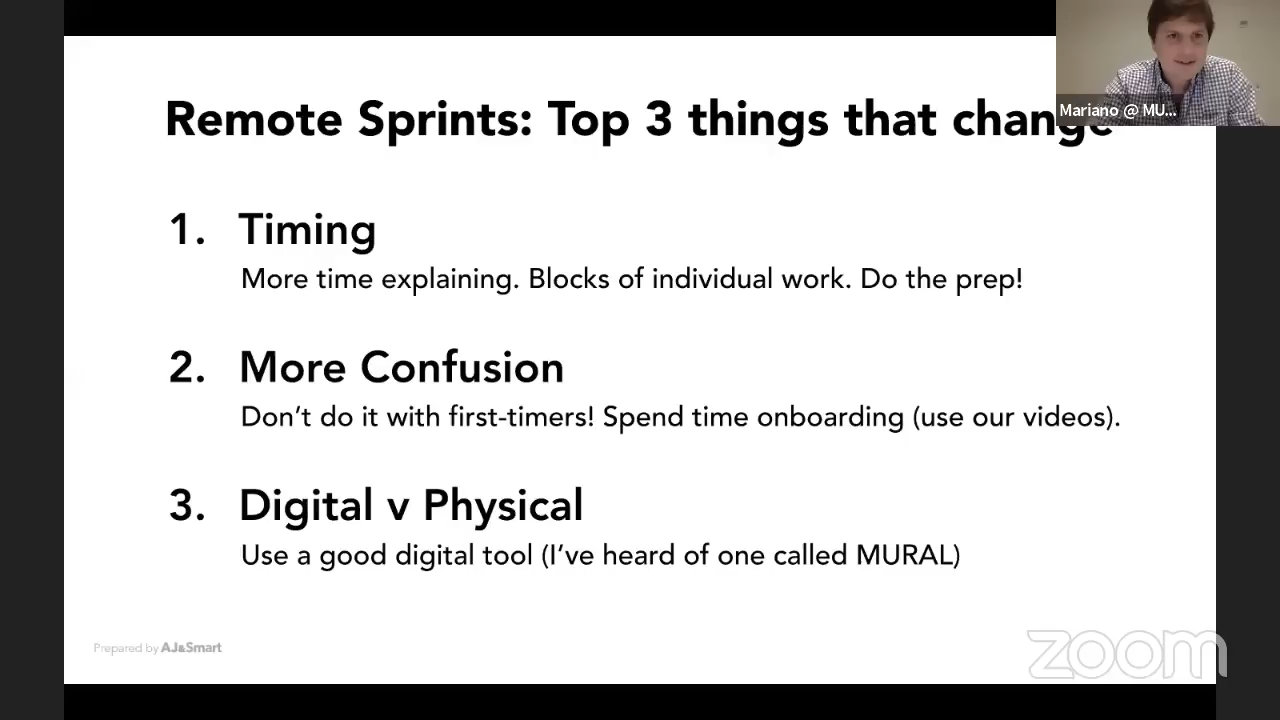 Remote Sprints: Top 3 things that change
Mariano @ MU...
1. Timing
More time explaining. Blocks of individual work. Do the prep!
2. More Confusion
Don’t do it with first-timers! Spend time onboarding (use our videos).
3. Digital v Physical
Use a good digital tool (I’ve heard of one called MURAL)
Prepared by AJ&Smart
zoom